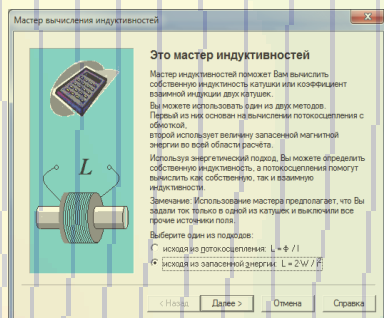 Мастер вычисления индуктивностей
Это мастер индуктивностей
Мастер индуктивностей поможет Вам вычислить
собственную индуктиность катушки или коэффициент
взаимной индукции двух катушек.
Вы можете использовать один из двух методов.
Первый из них основан на вычислении потокосцепления с
обмоткой,
второй использует величину запасенной магнитной
энергии во всей области расчёта.
Используя энергетический подход, Вы можете определить
собственную индуктивность, а потокосцепления помогут
вычислить как собственную, так и взаимную
индуктивности.
Замечание: Использование мастера предполагает, что Вы
задали ток только в одной из катушек и выключили все
прочие источники поля.
Выберите один из подходов:
исходя из потокосцепления: L = Ф / I
исходя из запасенной энергии: L = 2·W / I²
L
< Назад Далее > Отмена Справка